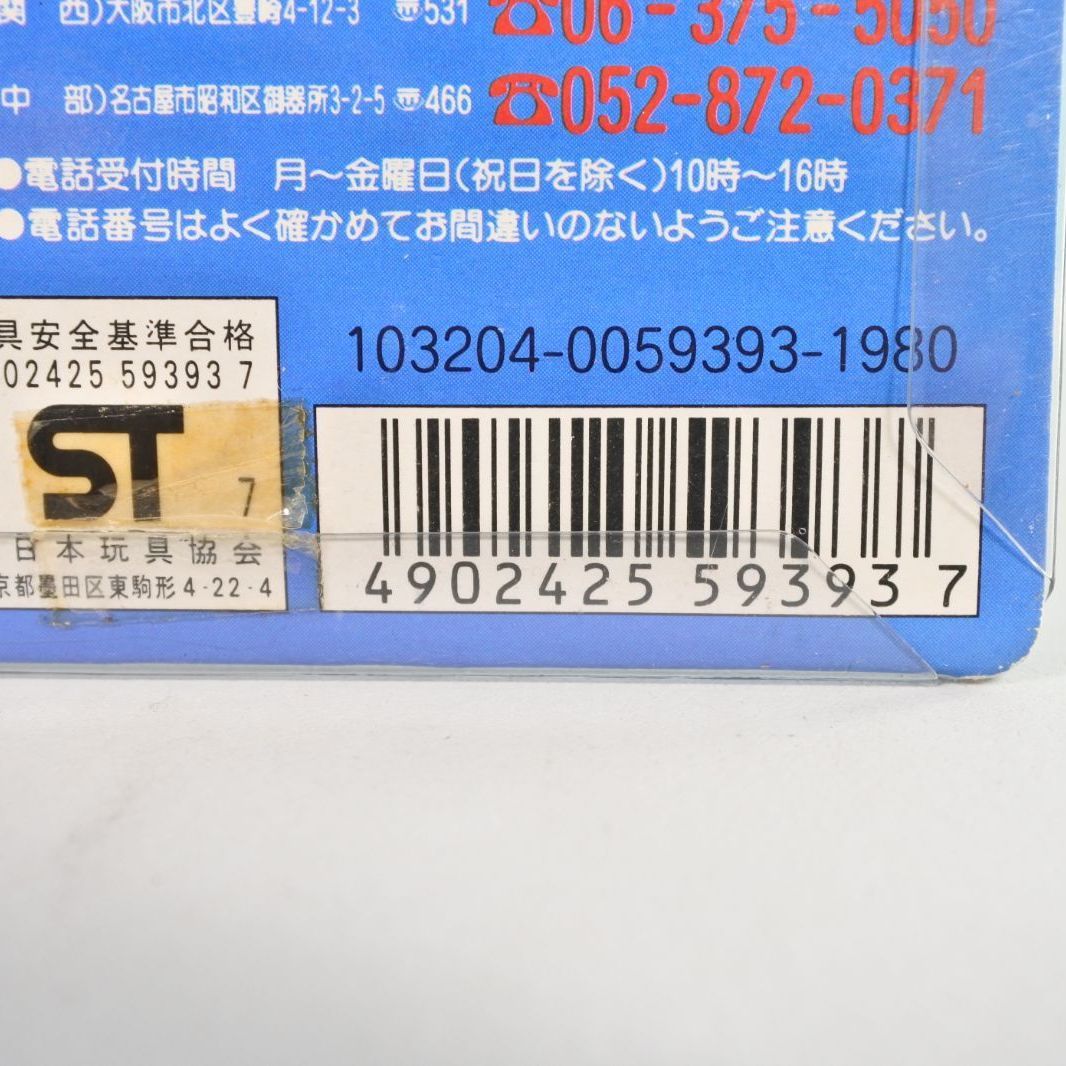 関 西)大阪市北区豊崎4-12-3 〠531 ☎06-375-5050
中 部)名古屋市昭和区御器所3-2-5 〠466 ☎052-872-0371
●電話受付時間 月〜金曜日(祝日を除く)10時〜16時
●電話番号はよく確かめてお間違いのないようご注意ください。
具安全基準合格
02425 59393 7
ST
7
日本玩具協会
京都墨田区東駒形4-22-4
103204-0059393-1980
4902425 593937